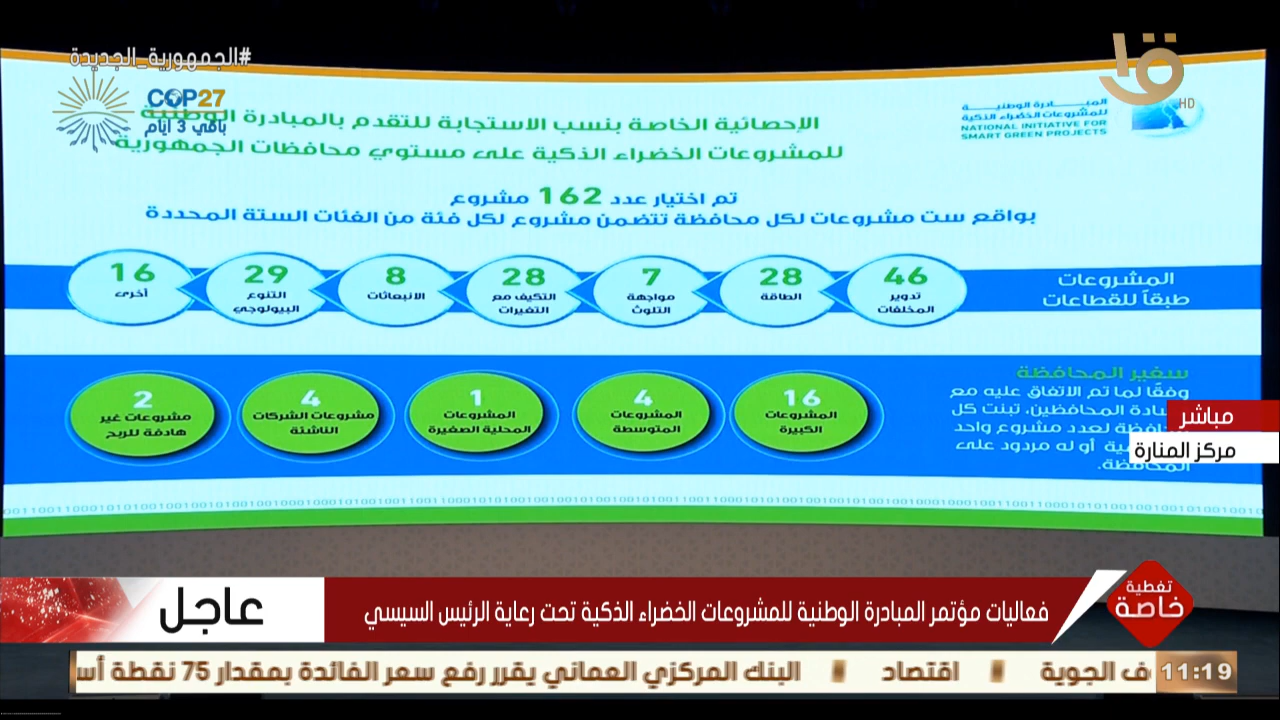 #الجمهورية_الجديدة
COP27
باقي 3 أيام
HD
المبادرة الوطنية
للمشروعات الخضراء الذكية
NATIONAL INITIATIVE FOR
SMART GREEN PROJECTS
الإحصائية الخاصة بنسب الاستجابة للتقدم بالمبادرة الوطنية
للمشروعات الخضراء الذكية على مستوي محافظات الجمهورية
تم اختيار عدد 162 مشروع
بواقع ست مشروعات لكل محافظة تتضمن مشروع لكل فئة من الفئات الستة المحددة
المشروعات
طبقاً للقطاعات
46
تدوير
المخلفات
28
الطاقة
7
مواجهة
التلوث
28
التكيف مع
التغيرات
8
الانبعاثات
29
التنوع
البيولوجي
16
أخرى
سفير المحافظة
وفقًا لما تم الاتفاق عليه مع
المحافظين، تبنت كل
لعدد مشروع واحد
أو له مردود على
المحافظة.
16
المشروعات
الكبيرة
4
المشروعات
المتوسطة
1
المشروعات
المحلية الصغيرة
4
مشروعات الشركات
الناشئة
2
مشروعات غير
هادفة للربح
مباشر
مركز المنارة
تغطية
خاصة
فعاليات مؤتمر المبادرة الوطنية للمشروعات الخضراء الذكية تحت رعاية الرئيس السيسي
عاجل
11:19
ف الجوية اقتصاد البنك المركزي العماني يقرر رفع سعر الفائدة بمقدار 75 نقطة أس